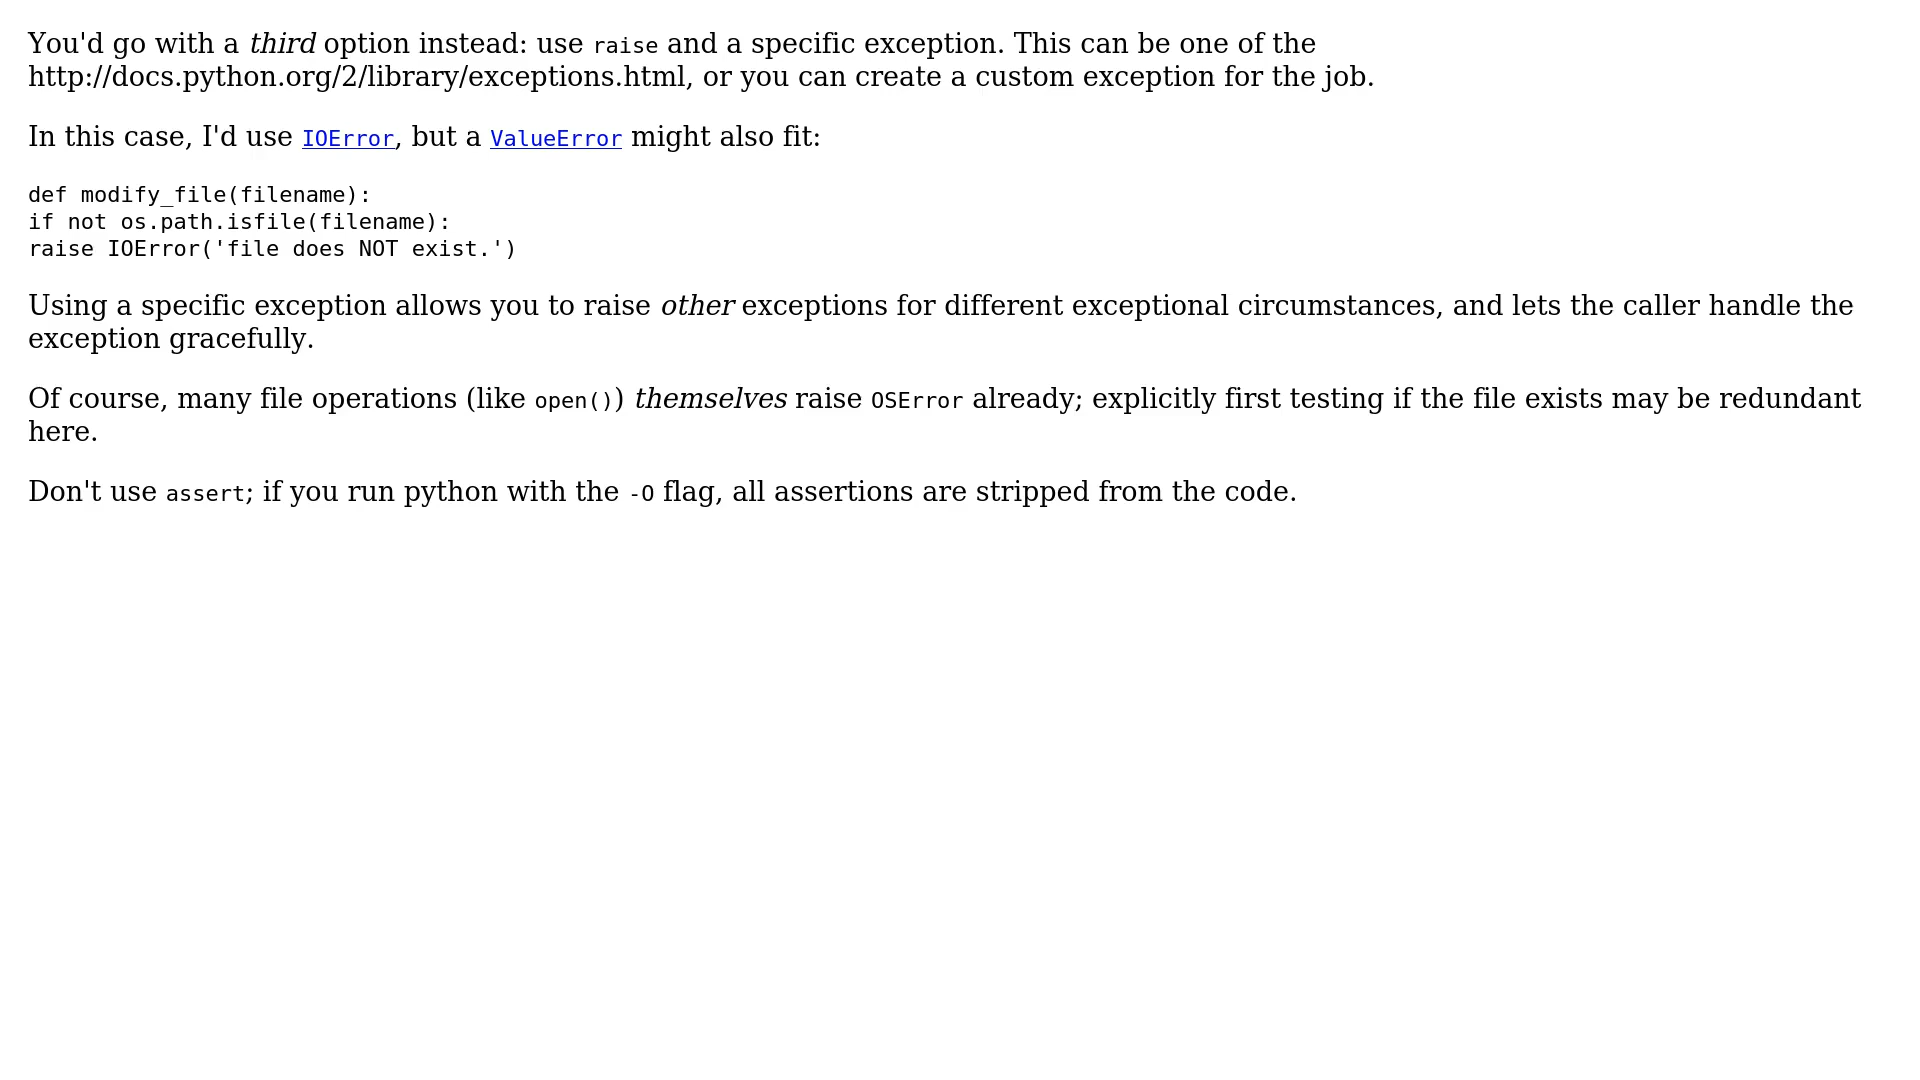 You'd go with a third option instead: use raise and a specific exception. This can be one of the
http://docs.python.org/2/library/exceptions.html, or you can create a custom exception for the job.
In this case, I'd use IOError, but a ValueError might also fit:
def modify_file(filename):
if not os.path.isfile(filename):
raise IOError('file does NOT exist.')
Using a specific exception allows you to raise other exceptions for different exceptional circumstances, and lets the caller handle the
exception gracefully.
Of course, many file operations (like open()) themselves raise OSError already; explicitly first testing if the file exists may be redundant
here.
Don't use assert; if you run python with the -O flag, all assertions are stripped from the code.